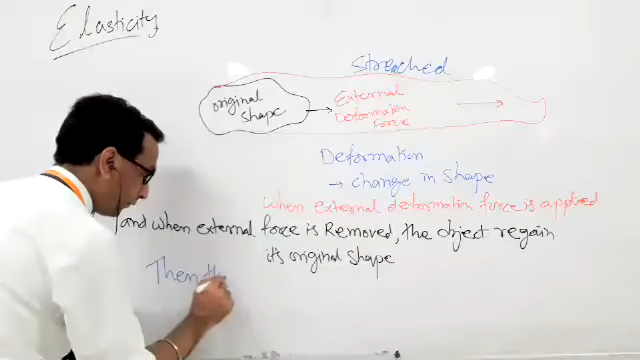 Elasticity
Streached
original
shape
External
Deformation
Force
Deformation
→ change in shape
when external deformation force is applied
and when external force is Removed, the object regain
its original shape
Then th